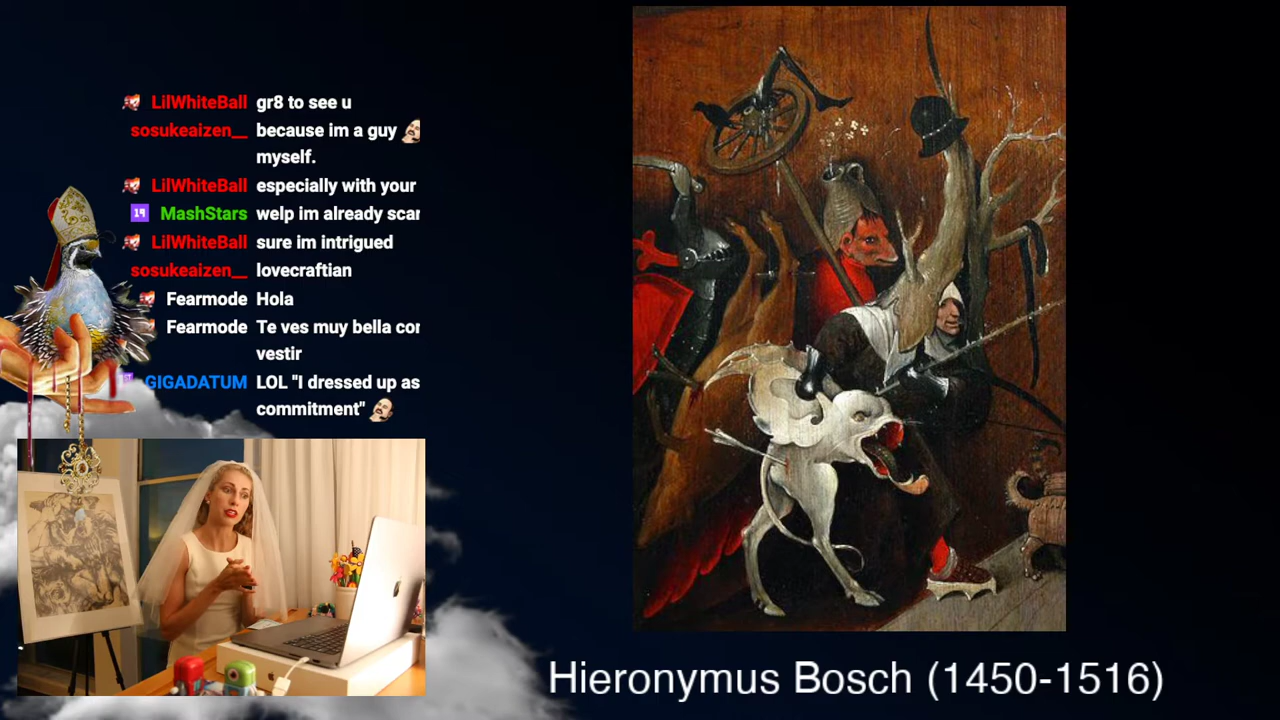 LilWhiteBall gr8 to see u
sosukeaizen__ because im a guy
myself.
LilWhiteBall especially with your
MashStars welp im already scar
LilWhiteBall sure im intrigued
sosukeaizen__ lovecraftian
Fearmode Hola
Fearmode Te ves muy bella cor
vestir
GIGADATUM LOL "I dressed up as
commitment"
Hieronymus Bosch (1450-1516)